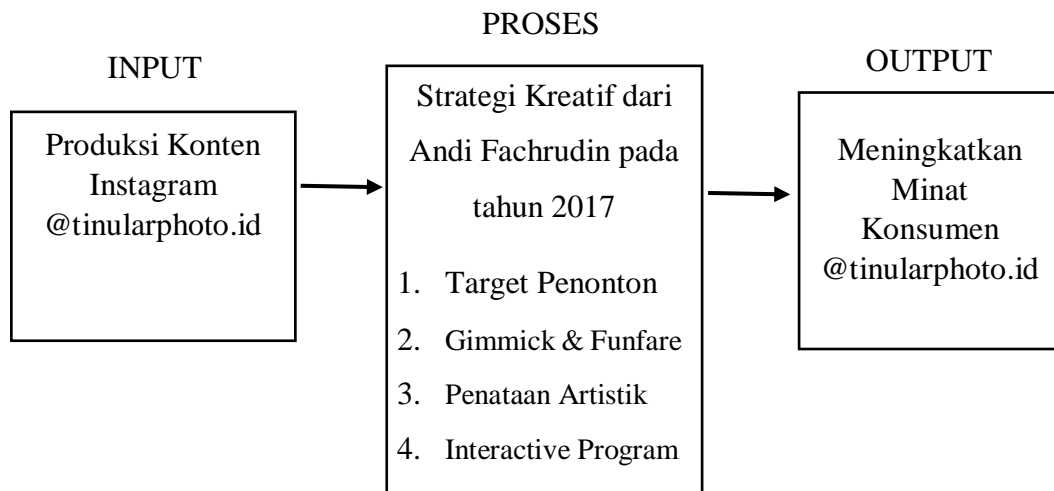 INPUT
Produksi Konten
Instagram
@tinularphoto.id
PROSES
Strategi Kreatif dari
Andi Fachrudin pada
tahun 2017
1. Target Penonton
2. Gimmick & Funfare
3. Penataan Artistik
4. Interactive Program
OUTPUT
Meningkatkan
Minat
Konsumen
@tinularphoto.id